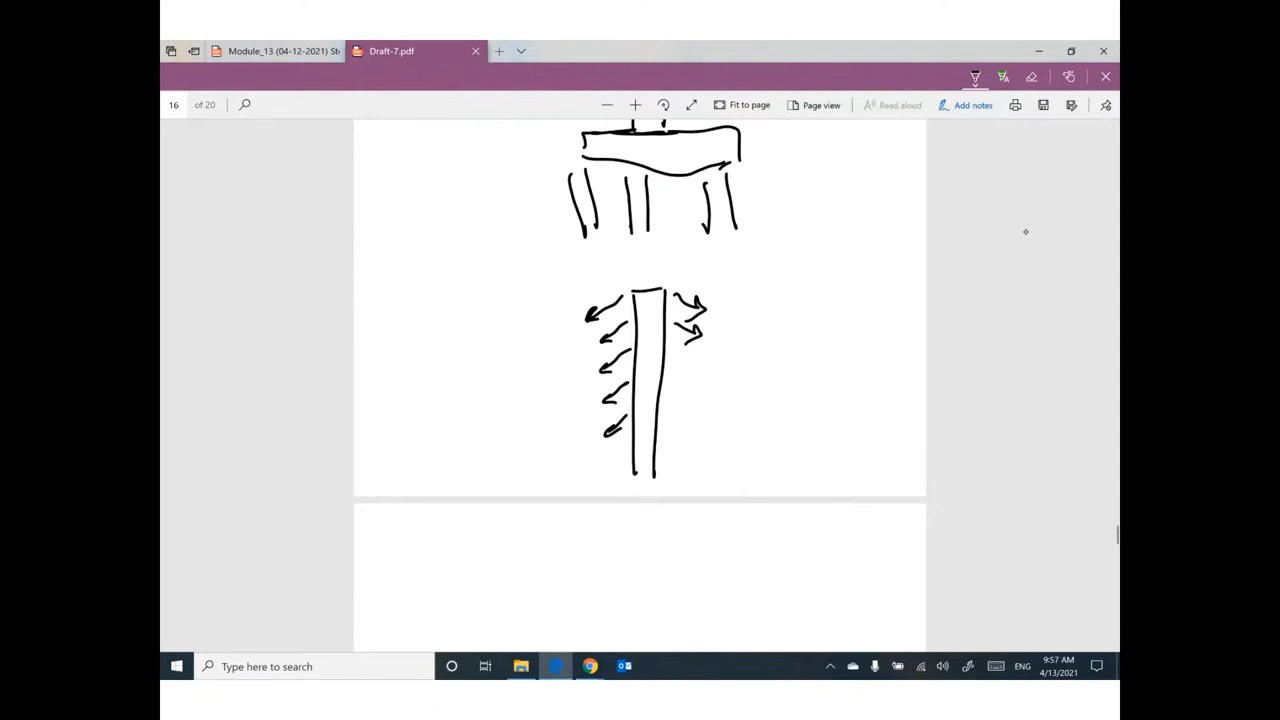 Module_13 (04-12-2021) St
Draft-7.pdf
16 of 20
Fit to page
Page view
Read aloud
Add notes
Type here to search
ENG
9:57 AM
4/13/2021